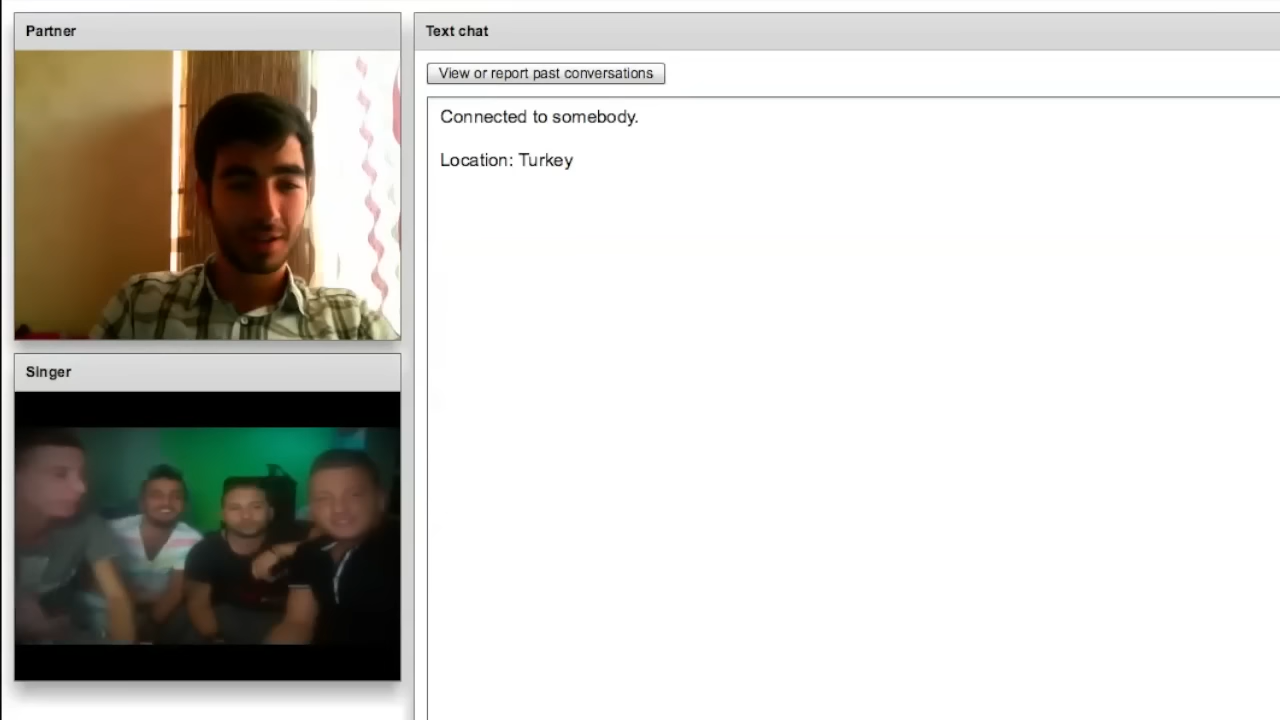 Partner
Text chat
View or report past conversations
Connected to somebody.
Location: Turkey
Singer